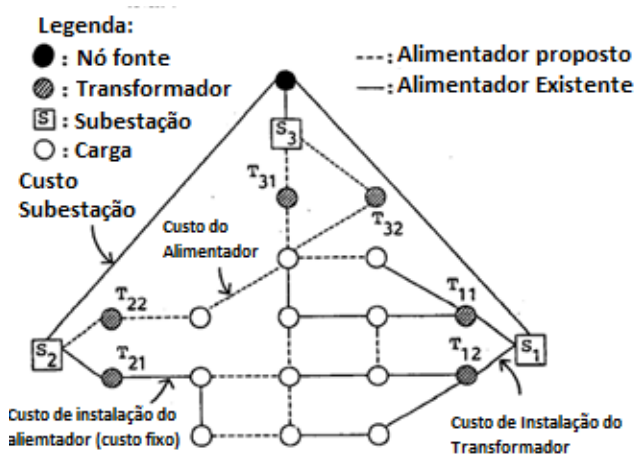 Legenda:
: Nó fonte
: Transformador
S : Subestação
: Carga
---: Alimentador proposto
—: Alimentador Existente
S3
T31
T32
Custo
Subestação
Custo do
Alimentador
T22
T11
S2
T21
T12
S1
Custo de instalação do
aliemtador (custo fixo)
Custo de Instalação do
Transformador